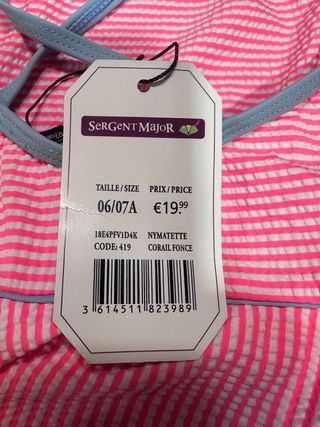 SeRGeNT MajoR
TAILLE/SIZE PRIX/PRICE
06/07A €19.99
18E4PFV1D4K NYMATETTE
CODE: 419 CORAIL FONCE
3 614511 823989